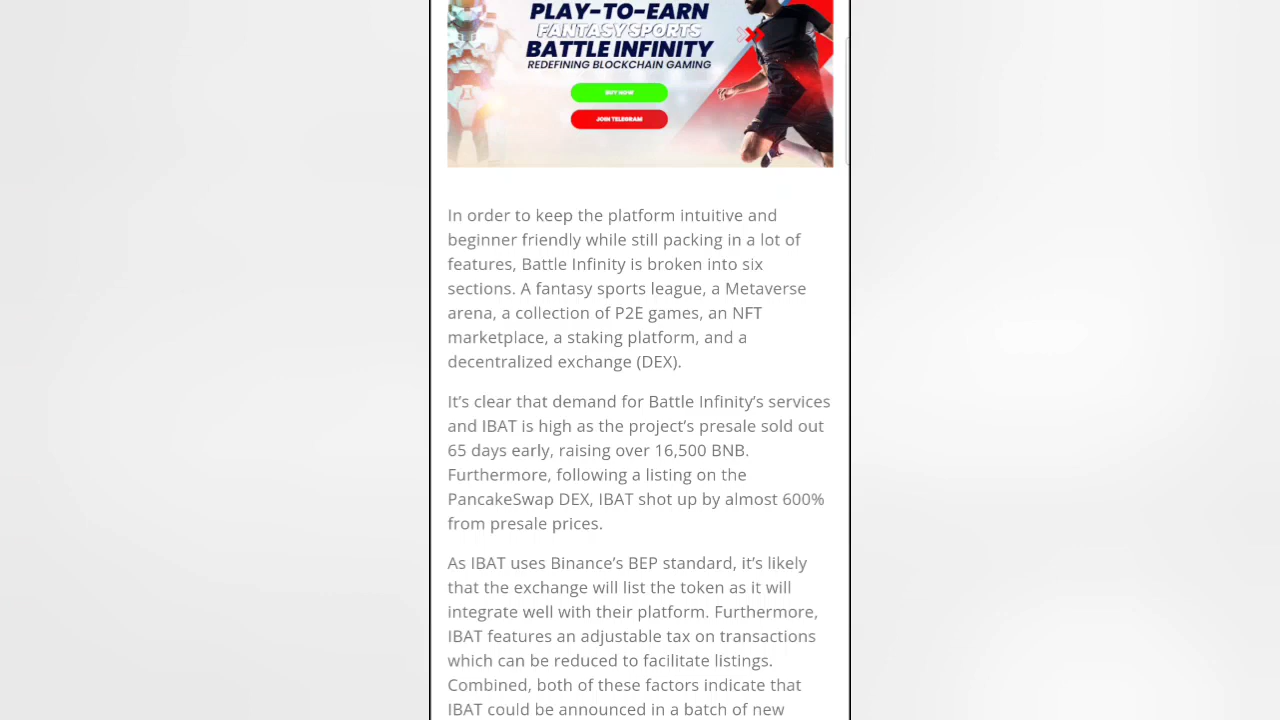 PLAY-TO-EARN
FANTASY SPORTS
BATTLE INFINITY
REDEFINING BLOCKCHAIN GAMING
BUY NOW
JOIN TELEGRAM
In order to keep the platform intuitive and
beginner friendly while still packing in a lot of
features, Battle Infinity is broken into six
sections. A fantasy sports league, a Metaverse
arena, a collection of P2E games, an NFT
marketplace, a staking platform, and a
decentralized exchange (DEX).
It’s clear that demand for Battle Infinity’s services
and IBAT is high as the project’s presale sold out
65 days early, raising over 16,500 BNB.
Furthermore, following a listing on the
PancakeSwap DEX, IBAT shot up by almost 600%
from presale prices.
As IBAT uses Binance’s BEP standard, it’s likely
that the exchange will list the token as it will
integrate well with their platform. Furthermore,
IBAT features an adjustable tax on transactions
which can be reduced to facilitate listings.
Combined, both of these factors indicate that
IBAT could be announced in a batch of new